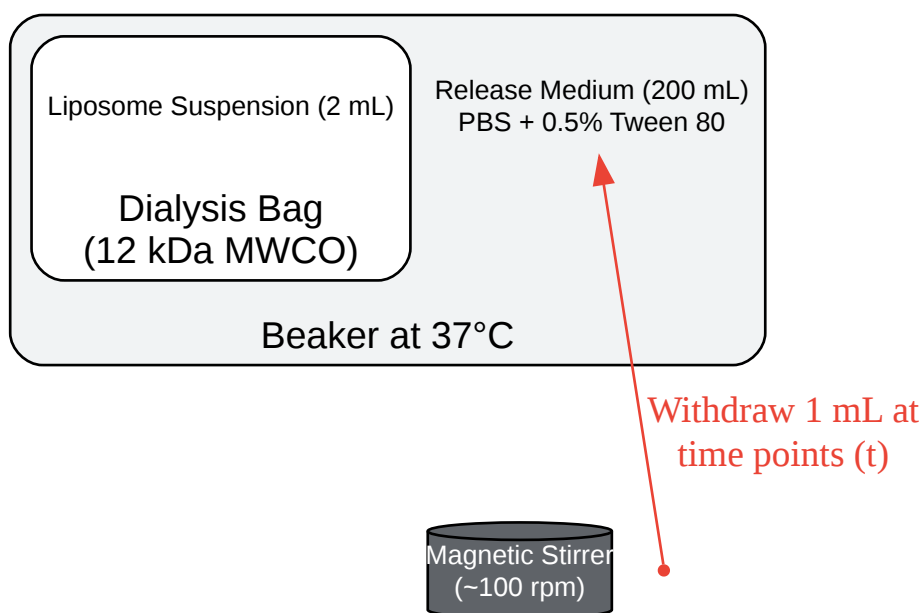 Liposome Suspension (2 mL)
Release Medium (200 mL)
PBS + 0.5% Tween 80
Dialysis Bag
(12 kDa MWCO)
Beaker at 37°C
Withdraw 1 mL at
time points (t)
Magnetic Stirrer
(~100 rpm)